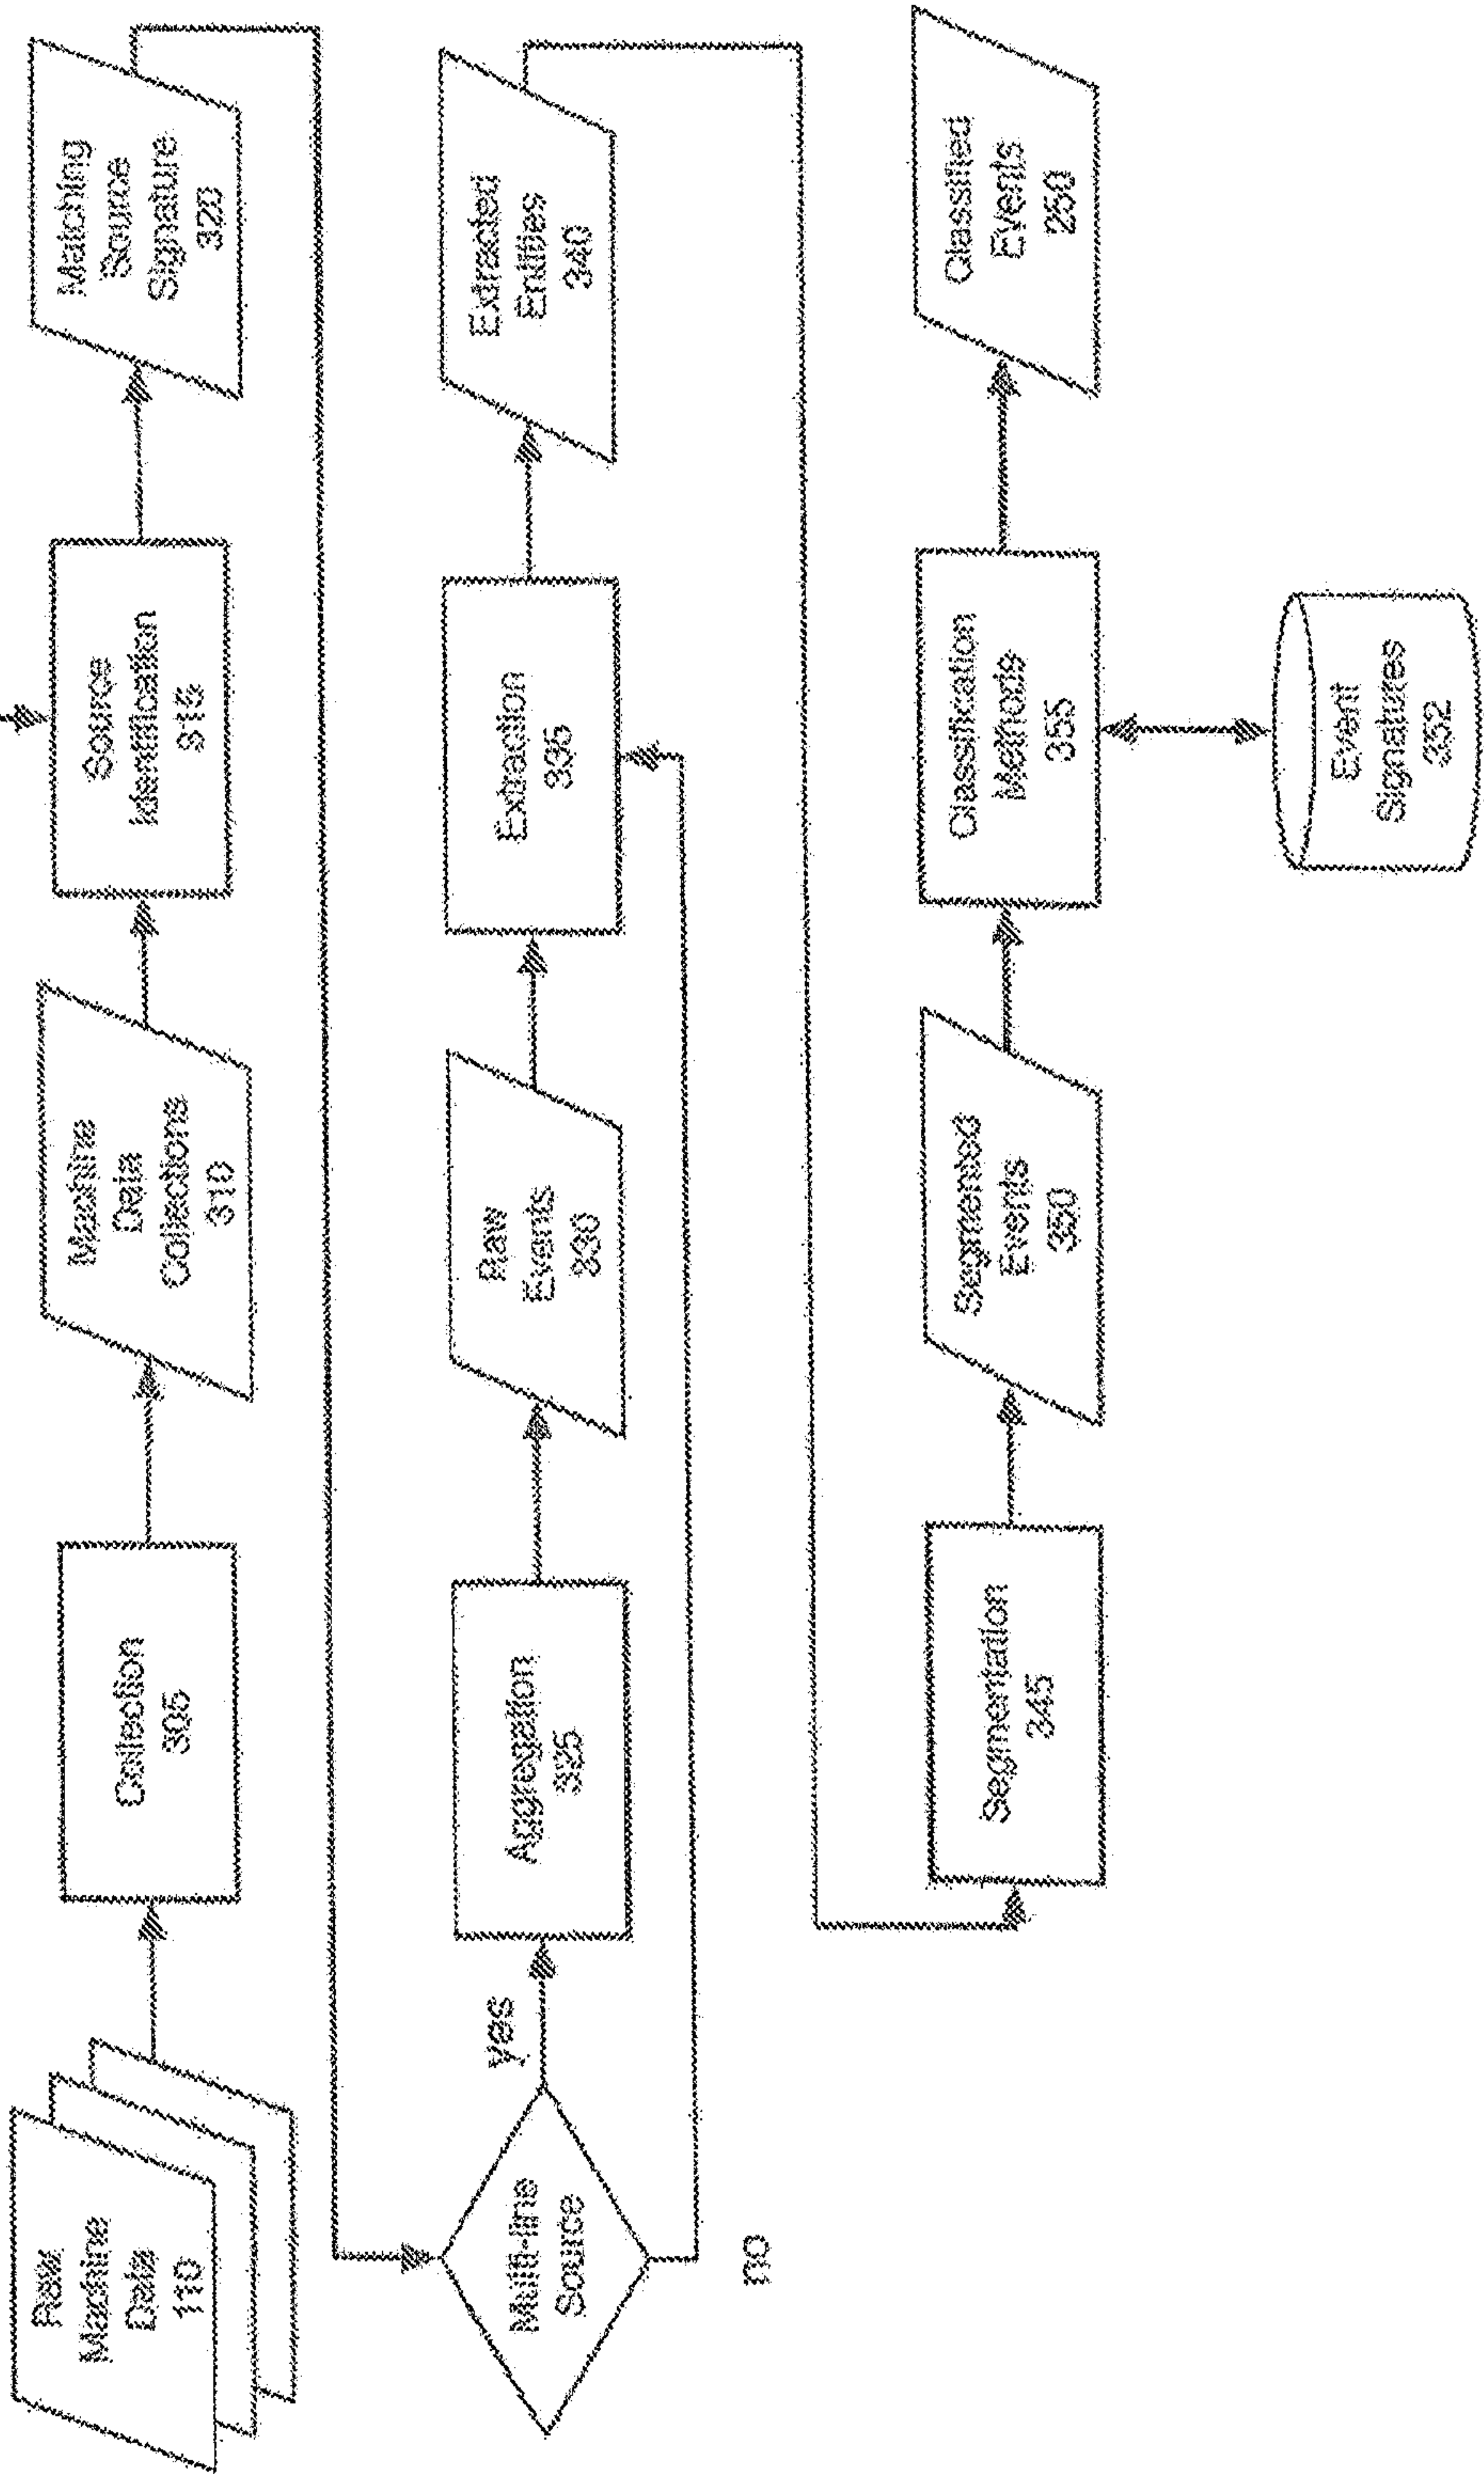 Raw
Machine
Data
110
Collection
305
Machine
Data
Collections
310
Source
Identification
315
Matching
Source
Signature
320
Multi-line
Source
yes
no
Aggregation
325
Raw
Events
330
Extraction
335
Extracted
Entities
340
Segmentation
345
Segmented
Events
350
Classification
Methods
355
Classified
Events
250
Event
Signatures
352